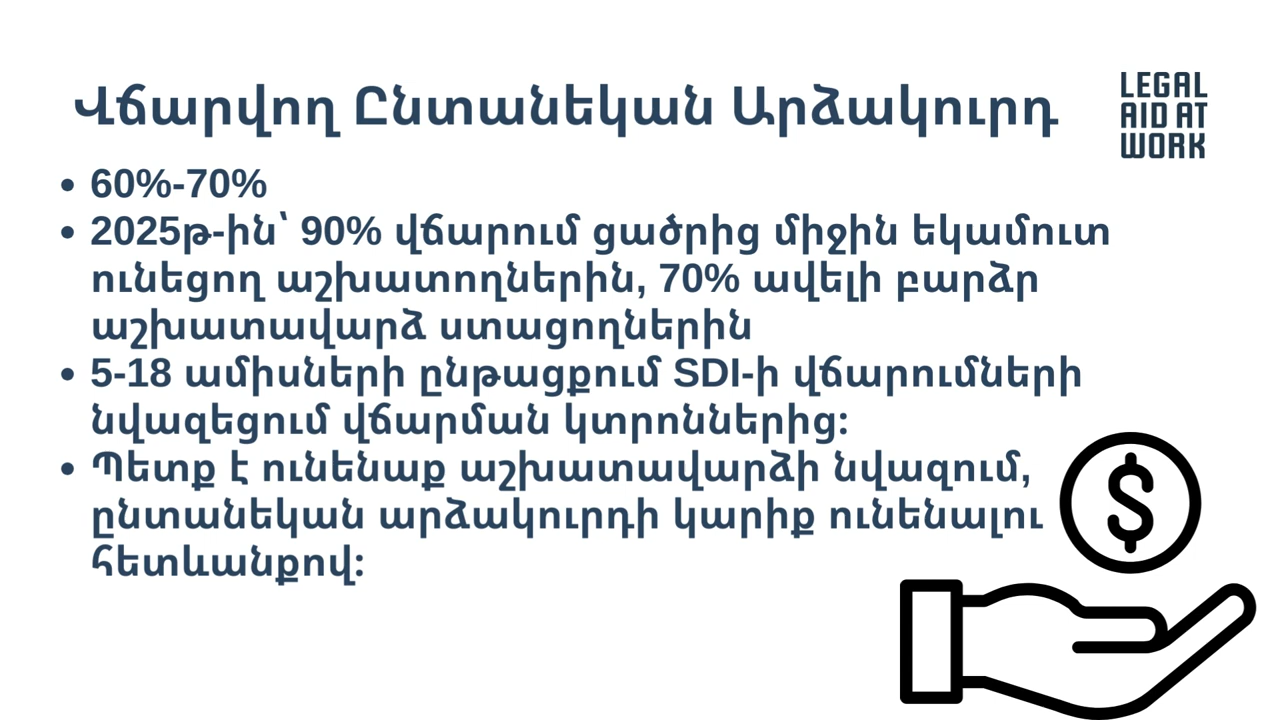 Վճարվող Ընտանեկան Արձակուրդ
LEGAL
AID AT
WORK
• 60%-70%
• 2025թ-ին՝ 90% վճարում ցածրից միջին եկամուտ
ունեցող աշխատողներին, 70% ավելի բարձր
աշխատավարձ ստացողներին
• 5-18 ամիսների ընթացքում SDI-ի վճարումների
նվազեցում վճարման կտրոններից։
• Պետք է ունենաք աշխատավարձի նվազում,
ընտանեկան արձակուրդի կարիք ունենալու
հետևանքով։
$